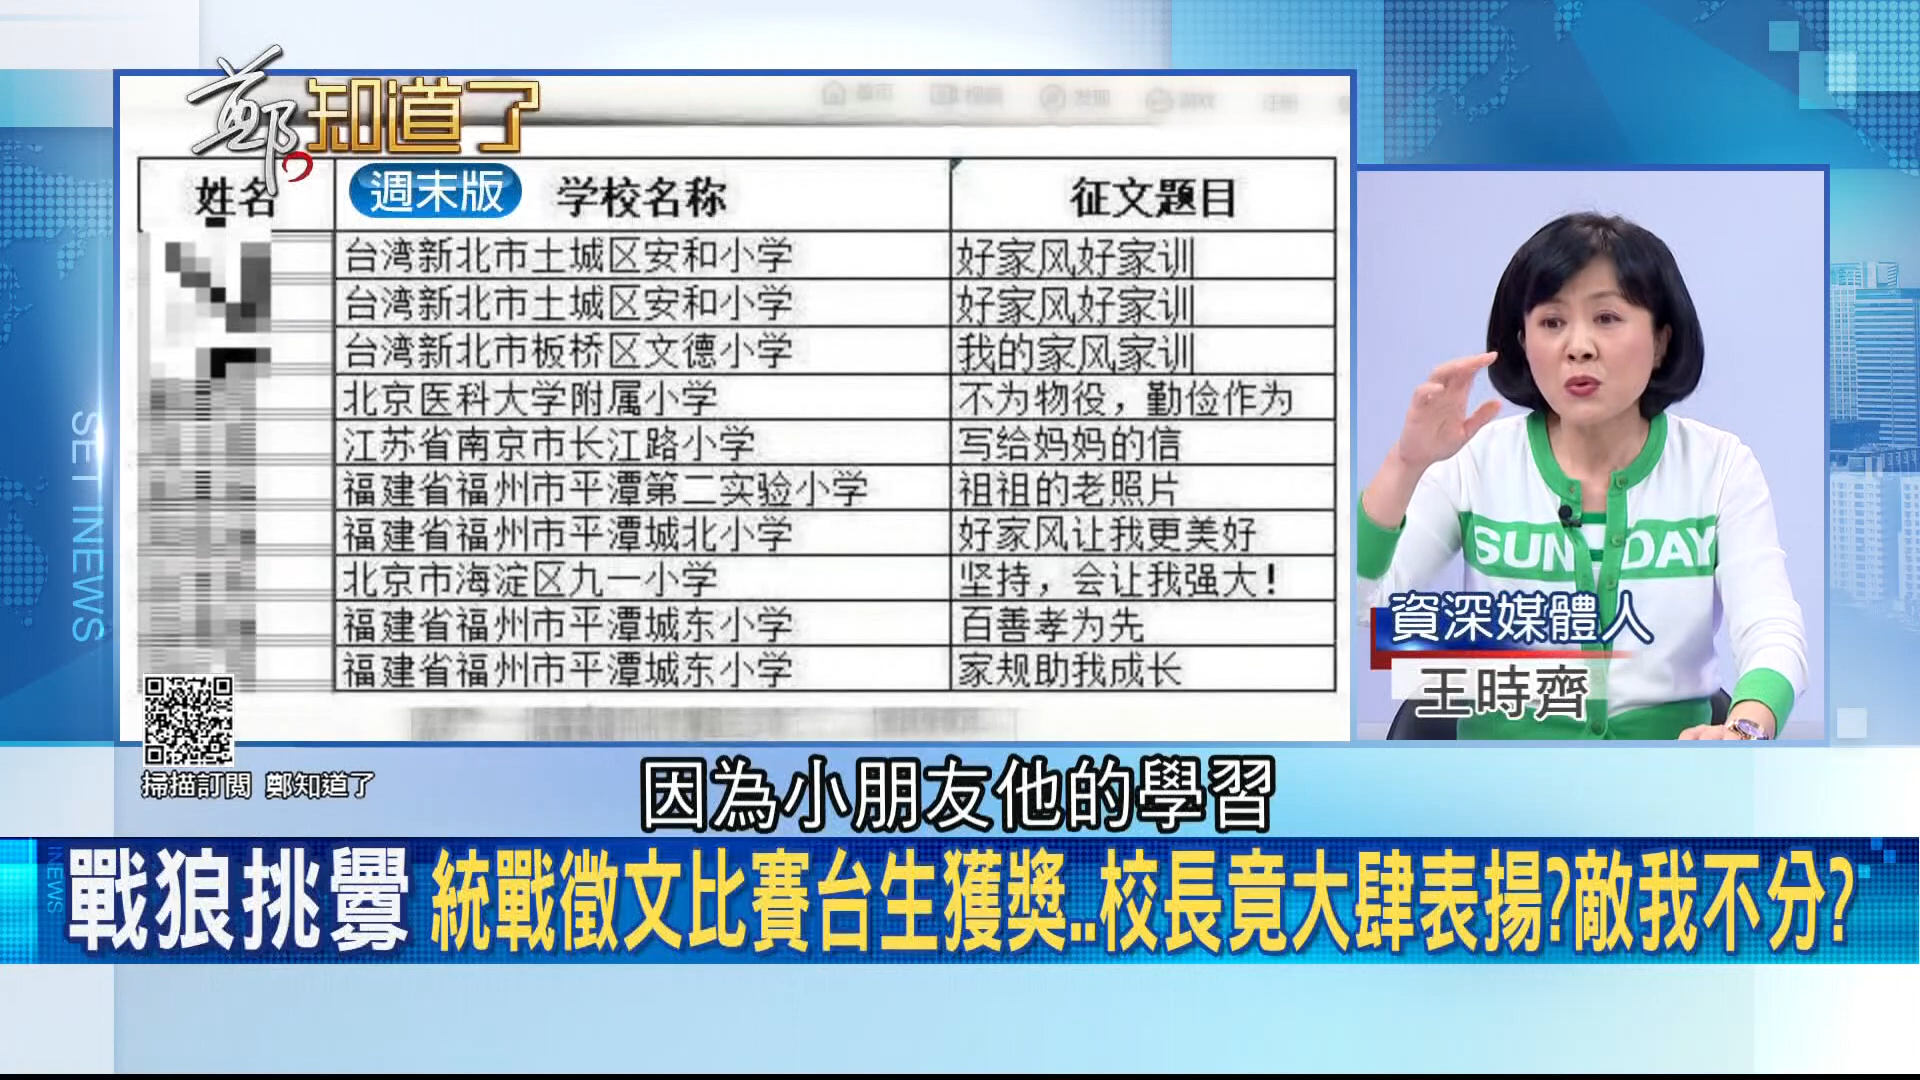 鄭知道了
週末版
姓名 学校名称 征文题目
台湾新北市土城区安和小学 好家风好家训
台湾新北市土城区安和小学 好家风好家训
台湾新北市板桥区文德小学 我的家风家训
北京医科大学附属小学 不为物役，勤俭作为
江苏省南京市长江路小学 写给妈妈的信
福建省福州市平潭第二实验小学 祖祖的老照片
福建省福州市平潭城北小学 好家风让我更美好
北京市海淀区九一小学 坚持，会让我强大！
福建省福州市平潭城东小学 百善孝为先
福建省福州市平潭城东小学 家规助我成长
SET INEWS
SUNDAY
資深媒體人
王時齊
掃描訂閱 鄭知道了
因為小朋友他的學習
INEWS
戰狼挑釁
統戰徵文比賽台生獲獎..校長竟大肆表揚?敵我不分?